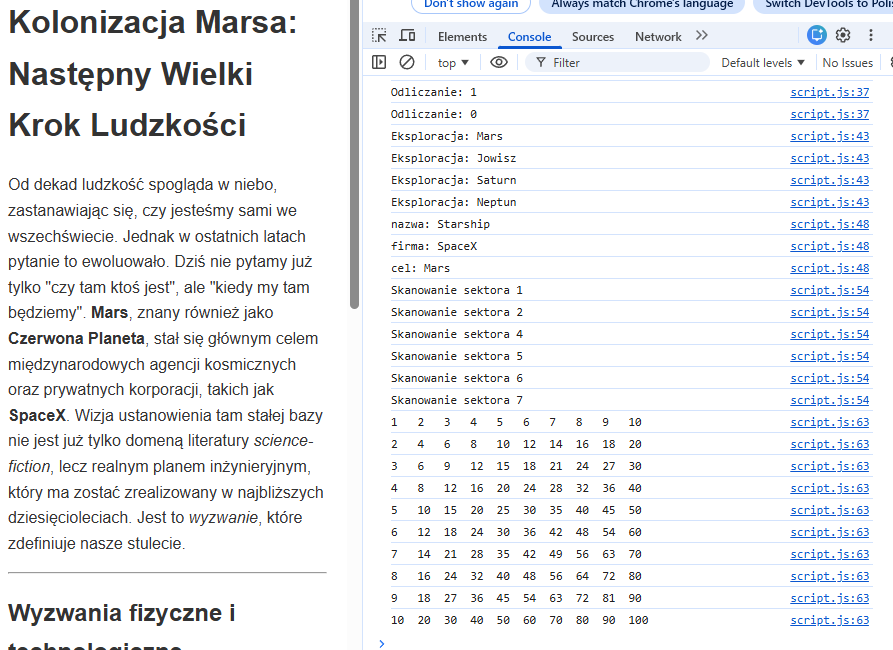 Kolonizacja Marsa:
Następny Wielki
Krok Ludzkości
Od dekad ludzkość spogląda w niebo,
zastanawiając się, czy jesteśmy sami we
wszechświecie. Jednak w ostatnich latach
pytanie to ewoluowało. Dziś nie pytamy już
tylko "czy tam ktoś jest", ale "kiedy my tam
będziemy". Mars, znany również jako
Czerwona Planeta, stał się głównym celem
międzynarodowych agencji kosmicznych
oraz prywatnych korporacji, takich jak
SpaceX. Wizja ustanowienia tam stałej bazy
nie jest już tylko domeną literatury science-
fiction, lecz realnym planem inżynieryjnym,
który ma zostać zrealizowany w najbliższych
dziesięcioleciach. Jest to wyzwanie, które
zdefiniuje nasze stulecie.
Wyzwania fizyczne i
technologiczne
Don't show again Always match Chrome's language Switch DevTools to
Elements Console Sources Network
top Filter Default levels No Issues
Odliczanie: 1 script.js:37
Odliczanie: 0 script.js:37
Eksploracja: Mars script.js:43
Eksploracja: Jowisz script.js:43
Eksploracja: Saturn script.js:43
Eksploracja: Neptun script.js:43
nazwa: Starship script.js:48
firma: SpaceX script.js:48
cel: Mars script.js:48
Skanowanie sektora 1 script.js:54
Skanowanie sektora 2 script.js:54
Skanowanie sektora 4 script.js:54
Skanowanie sektora 5 script.js:54
Skanowanie sektora 6 script.js:54
Skanowanie sektora 7 script.js:54
1 2 3 4 5 6 7 8 9 10 script.js:63
2 4 6 8 10 12 14 16 18 20 script.js:63
3 6 9 12 15 18 21 24 27 30 script.js:63
4 8 12 16 20 24 28 32 36 40 script.js:63
5 10 15 20 25 30 35 40 45 50 script.js:63
6 12 18 24 30 36 42 48 54 60 script.js:63
7 14 21 28 35 42 49 56 63 70 script.js:63
8 16 24 32 40 48 56 64 72 80 script.js:63
9 18 27 36 45 54 63 72 81 90 script.js:63
10 20 30 40 50 60 70 80 90 100 script.js:63